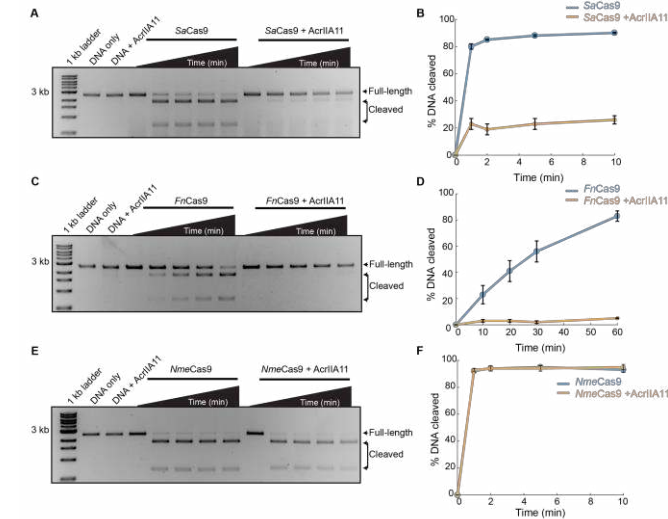 A
1 kb ladder
DNA only
DNA + AcrIIA11
SaCas9
SaCas9 + AcrIIA11
Time (min)
Time (min)
3 kb
Full-length
Cleaved
B
SaCas9
SaCas9 +AcrIIA11
% DNA cleaved
100
80
60
40
20
0
0 2 4 6 8 10
Time (min)
C
1 kb ladder
DNA only
DNA + AcrIIA11
FnCas9
FnCas9 + AcrIIA11
Time (min)
Time (min)
3 kb
Full-length
Cleaved
D
FnCas9
FnCas9 +AcrIIA11
% DNA cleaved
100
80
60
40
20
0
0 10 20 30 40 50 60
Time (min)
E
1 kb ladder
DNA only
DNA + AcrIIA11
NmeCas9
NmeCas9 + AcrIIA11
Time (min)
Time (min)
3 kb
Full-length
Cleaved
F
NmeCas9
NmeCas9 +AcrIIA11
% DNA cleaved
100
80
60
40
20
0
0 2 4 6 8 10
Time (min)